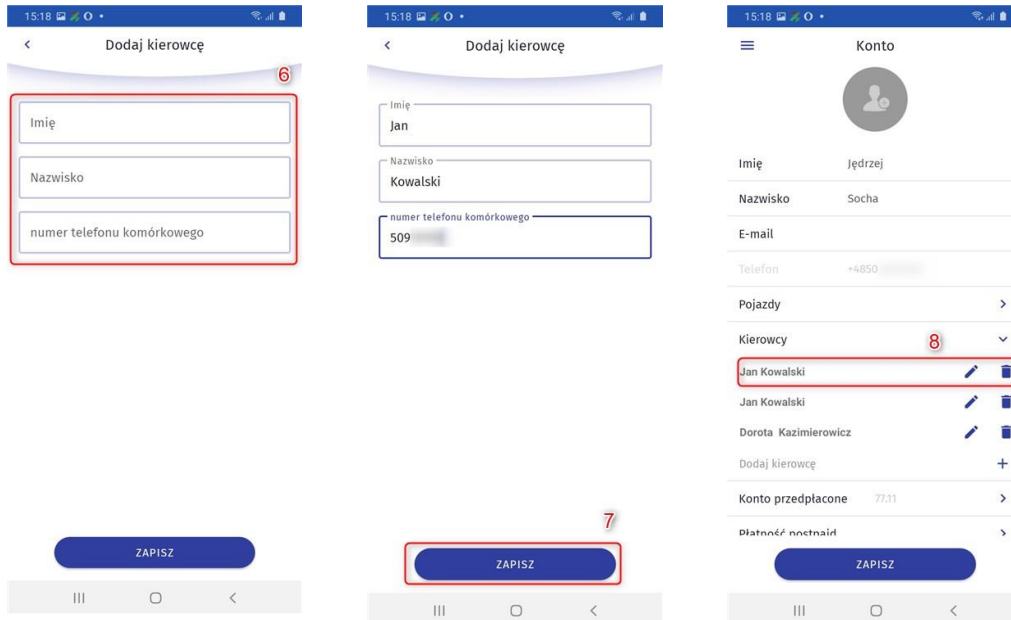 15:18
Dodaj kierowcę
6
Imię
Nazwisko
numer telefonu komórkowego
ZAPISZ
15:18
Dodaj kierowcę
Imię
Jan
Nazwisko
Kowalski
numer telefonu komórkowego
509
7
ZAPISZ
15:18
Konto
Imię Jędrzej
Nazwisko Socha
E-mail
Telefon +4850
Pojazdy
Kierowcy
8
Jan Kowalski
Jan Kowalski
Dorota Kazimierowicz
Dodaj kierowcę
Konto przedpłacone 77.11
Płatność postpaid
ZAPISZ